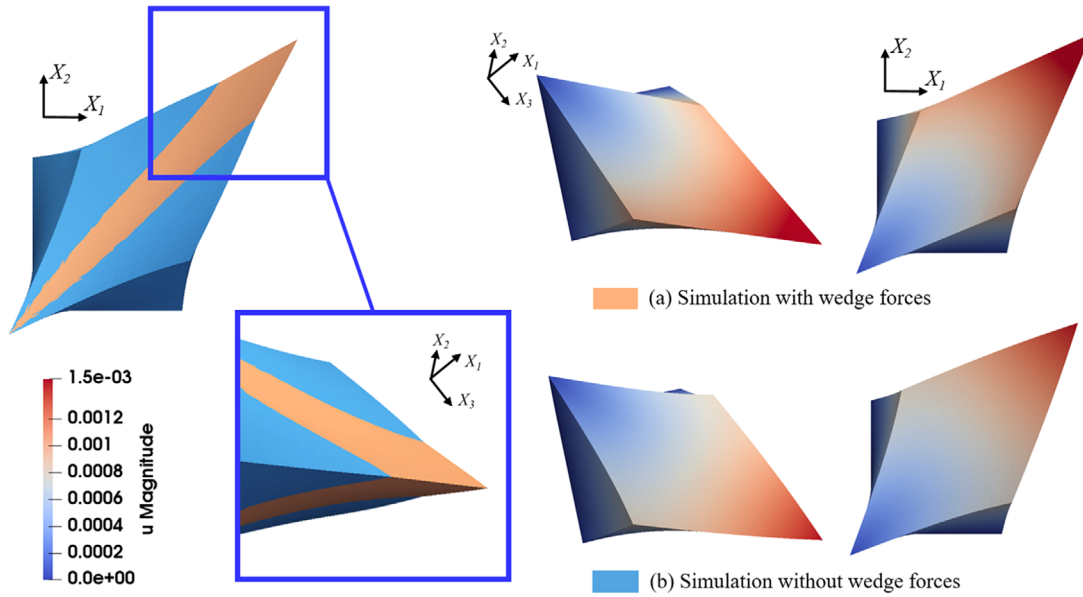 X2
X1
X2
X1
X3
X2
X1
(a) Simulation with wedge forces
X2
X1
X3
1.5e-03
0.0012
0.001
0.0008
0.0006
0.0004
0.0002
0.0e+00
u Magnitude
(b) Simulation without wedge forces